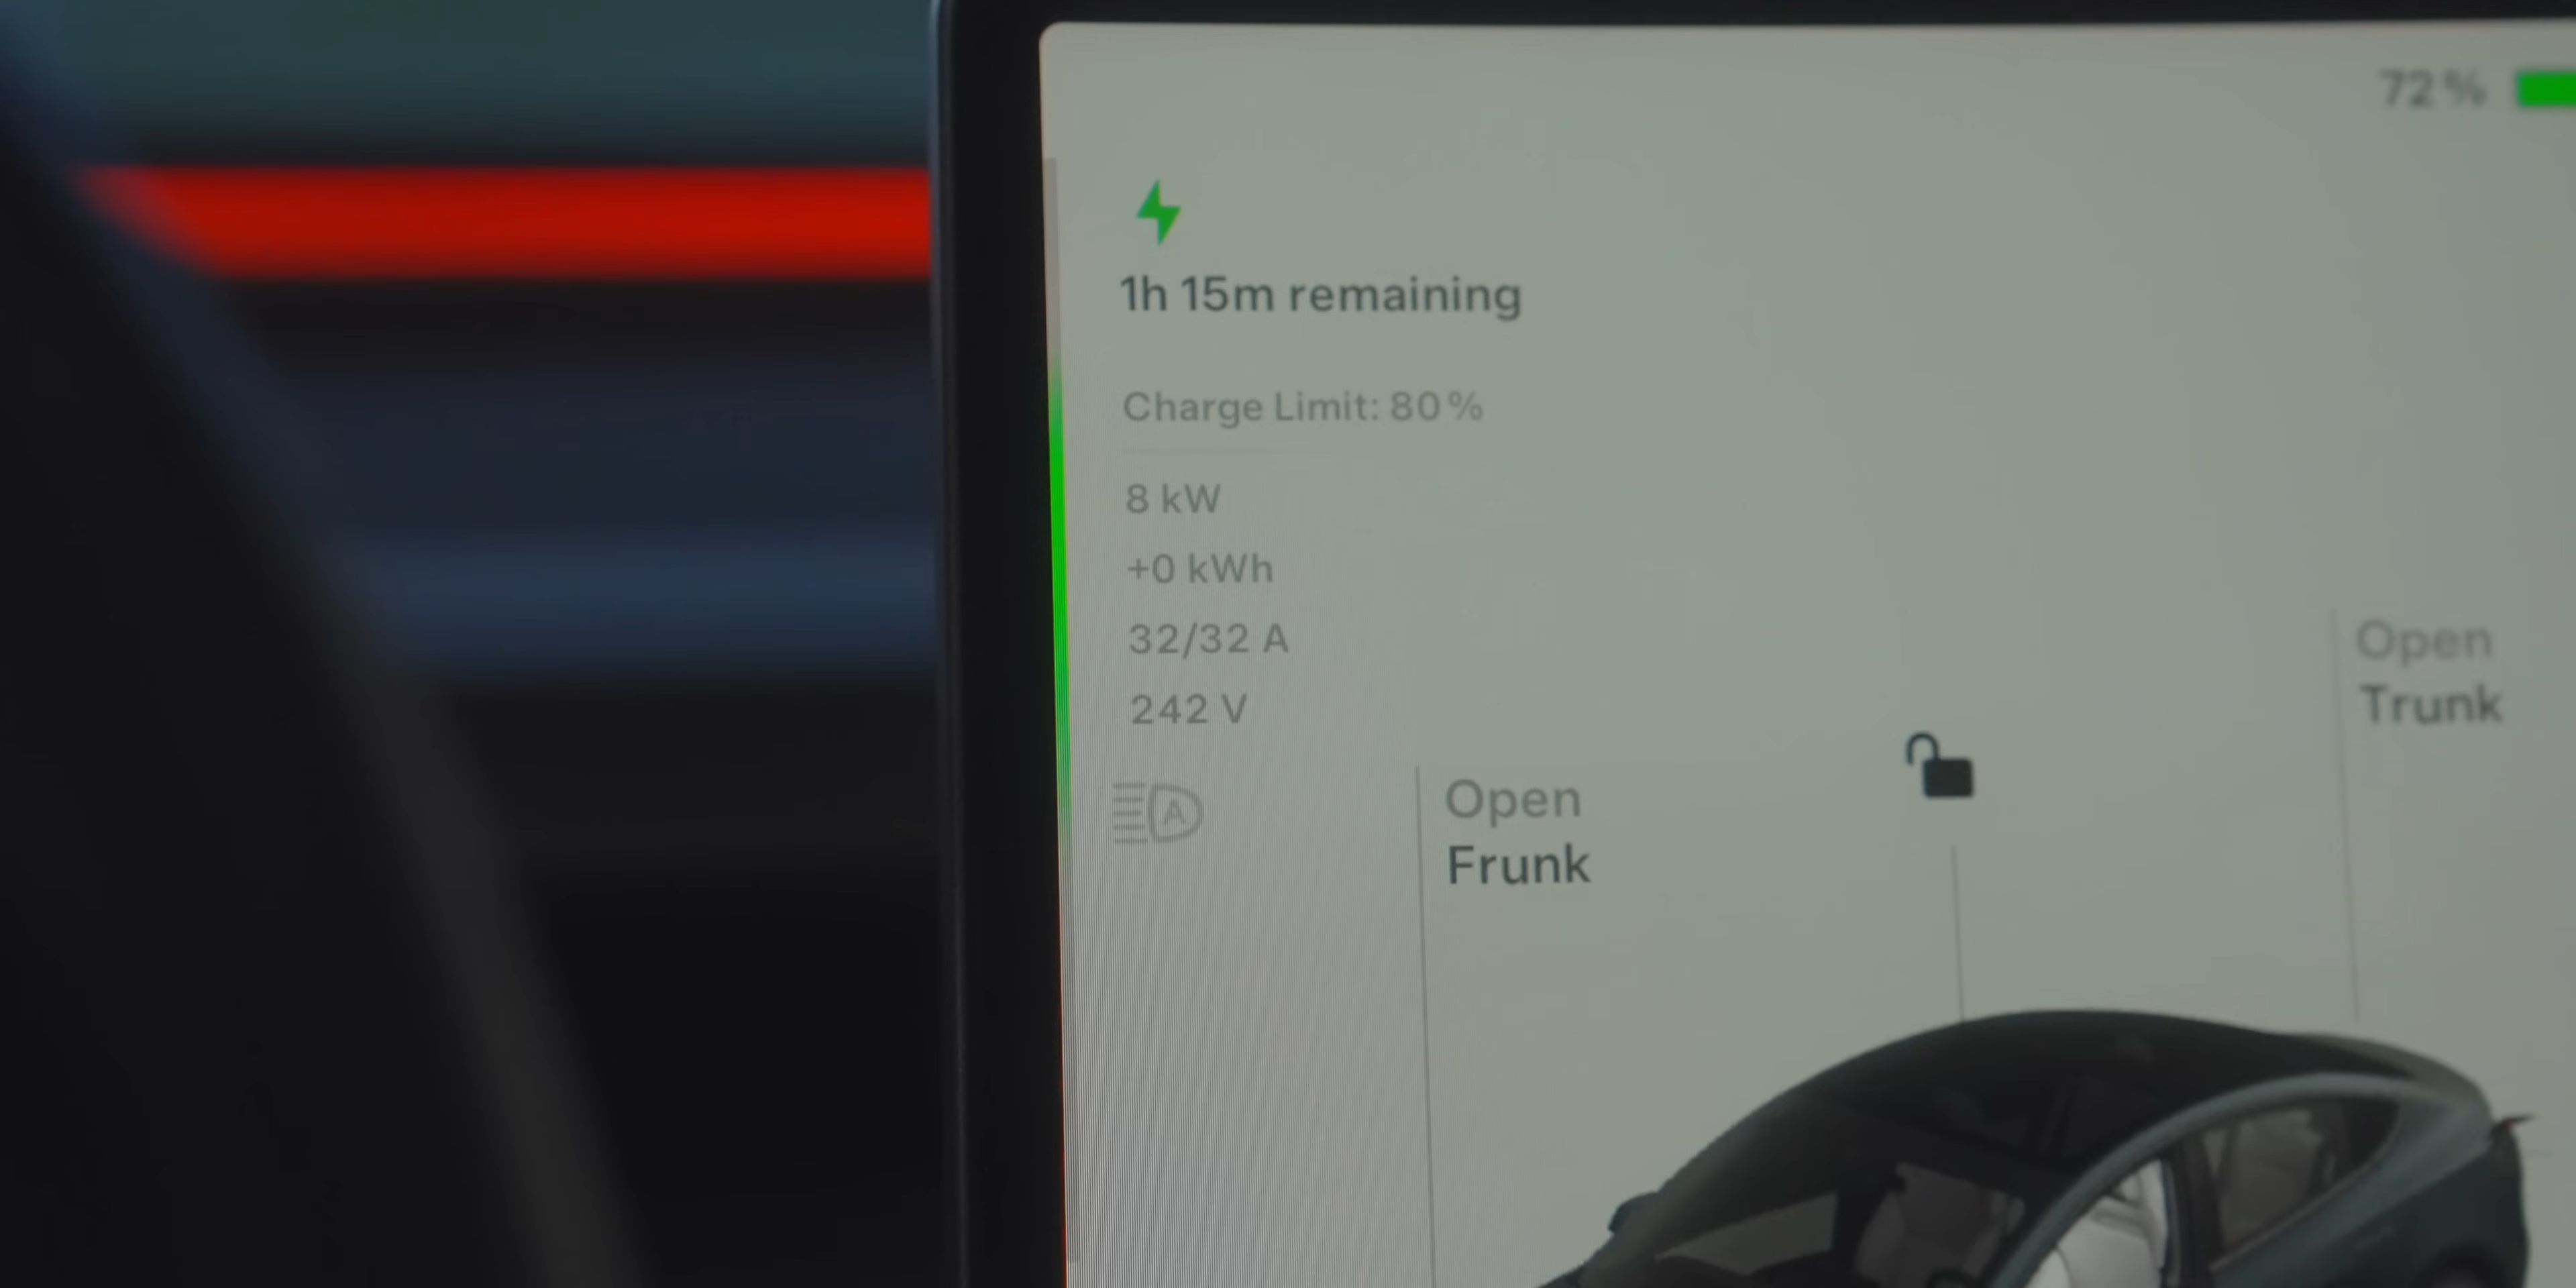 72%
1h 15m remaining
Charge Limit: 80%
8 kW
+0 kWh
32/32 A
242 V
A
Open
Frunk
Open
Trunk